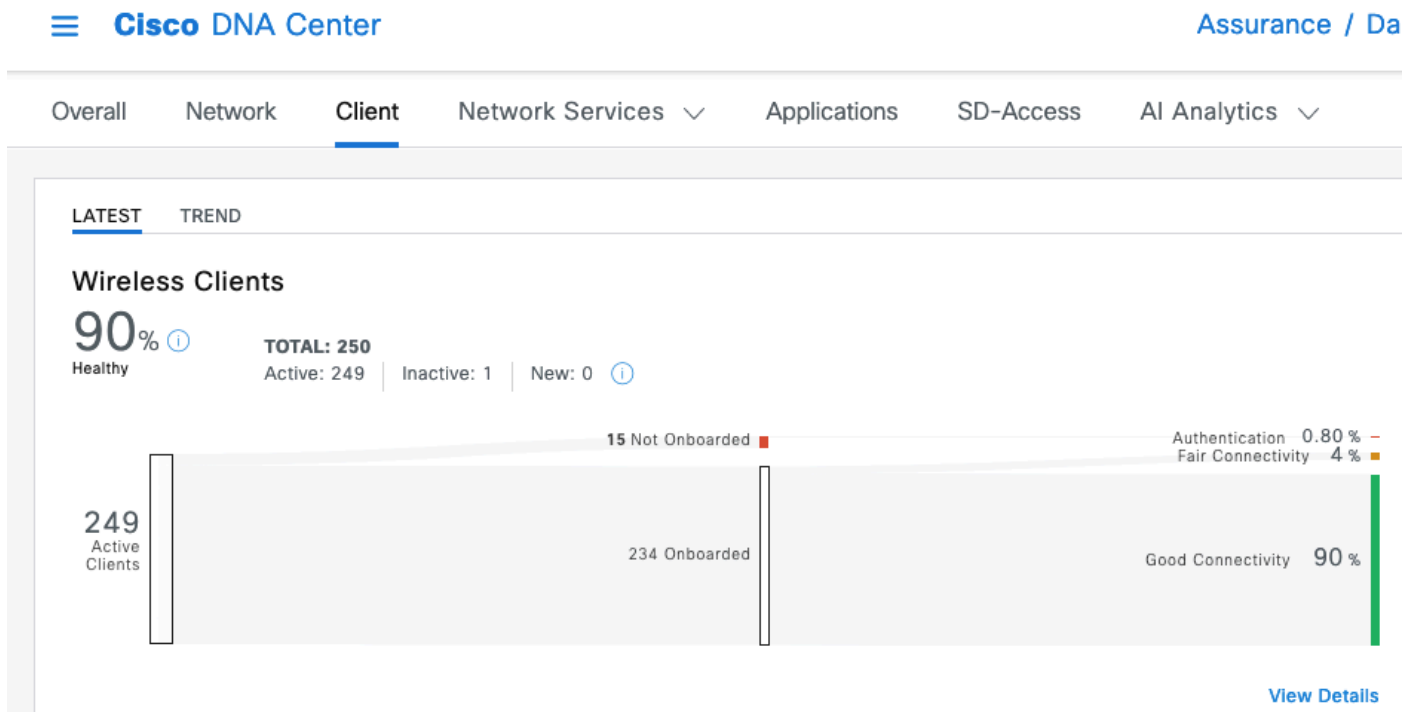 Cisco DNA Center
Assurance / Da
Overall Network Client Network Services Applications SD-Access AI Analytics
LATEST TREND
Wireless Clients
90% i
Healthy
TOTAL: 250
Active: 249 Inactive: 1 New: 0 i
15 Not Onboarded
Authentication 0.80 %
Fair Connectivity 4 %
249
Active
Clients
234 Onboarded
Good Connectivity 90 %
View Details